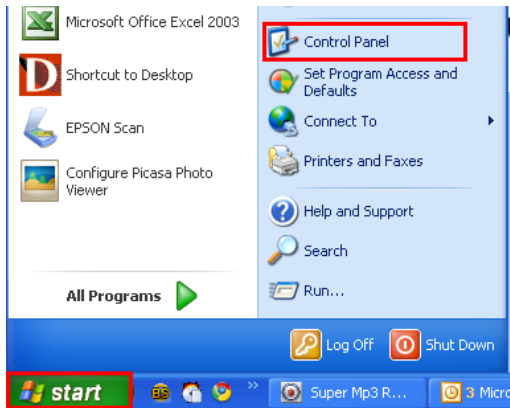 Microsoft Office Excel 2003
Shortcut to Desktop
EPSON Scan
Configure Picasa Photo
Viewer
All Programs
Control Panel
Set Program Access and
Defaults
Connect To
Printers and Faxes
Help and Support
Search
Run...
Log Off
Shut Down
start
BS
»
Super Mp3 R...
3 Micro